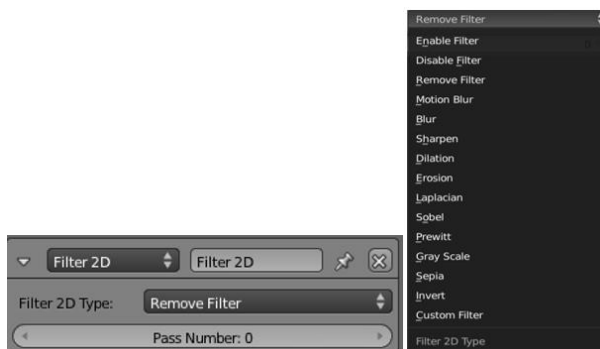 Filter 2D Filter 2D
Filter 2D Type: Remove Filter
Pass Number: 0
Remove Filter
Enable Filter
Disable Filter
Remove Filter
Motion Blur
Blur
Sharpen
Dilation
Erosion
Laplacian
Sobel
Prewitt
Gray Scale
Sepia
Invert
Custom Filter
Filter 2D Type